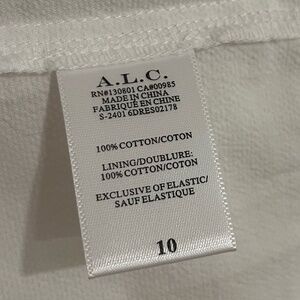 A.L.C.
RN#130801 CA#00985
MADE IN CHINA
FABRIQUÉ EN CHINE
S-2401 6DRES02178
100% COTTON/COTON
LINING/DOUBLURE:
100% COTTON/COTON
EXCLUSIVE OF ELASTIC/
SAUF ELASTIQUE
10